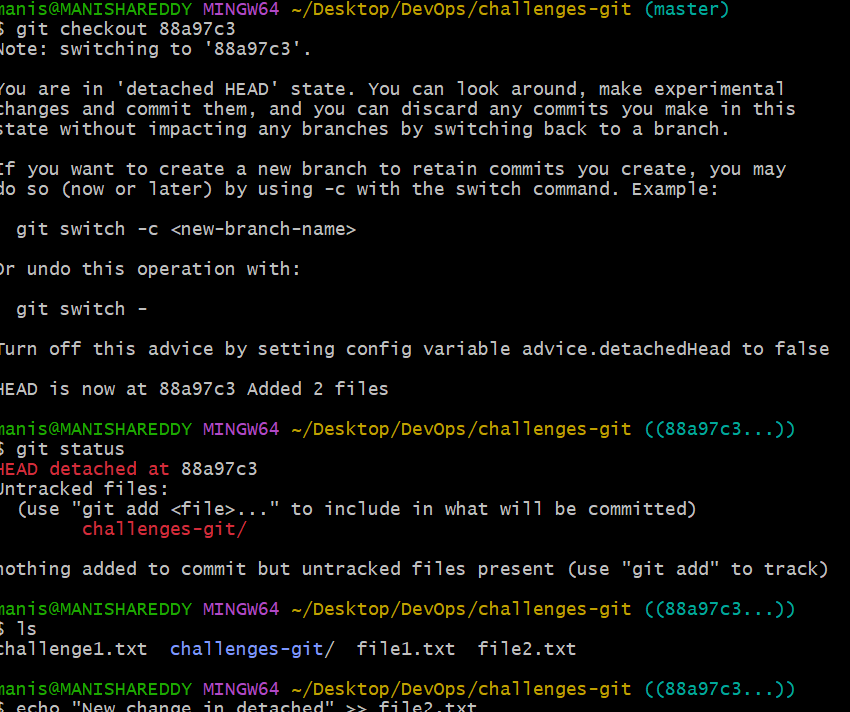 manis@MANISHAREDDY MINGW64 ~/Desktop/DevOps/challenges-git (master)
$ git checkout 88a97c3
Note: switching to '88a97c3'.
You are in 'detached HEAD' state. You can look around, make experimental
changes and commit them, and you can discard any commits you make in this
state without impacting any branches by switching back to a branch.
If you want to create a new branch to retain commits you create, you may
do so (now or later) by using -c with the switch command. Example:
git switch -c <new-branch-name>
Or undo this operation with:
git switch -
Turn off this advice by setting config variable advice.detachedHead to false
HEAD is now at 88a97c3 Added 2 files
manis@MANISHAREDDY MINGW64 ~/Desktop/DevOps/challenges-git ((88a97c3...))
$ git status
HEAD detached at 88a97c3
Untracked files:
(use "git add <file>..." to include in what will be committed)
challenges-git/
nothing added to commit but untracked files present (use "git add" to track)
manis@MANISHAREDDY MINGW64 ~/Desktop/DevOps/challenges-git ((88a97c3...))
$ ls
challenge1.txt challenges-git/ file1.txt file2.txt
manis@MANISHAREDDY MINGW64 ~/Desktop/DevOps/challenges-git ((88a97c3...))
$ echo "New change in detached" >> file2.txt